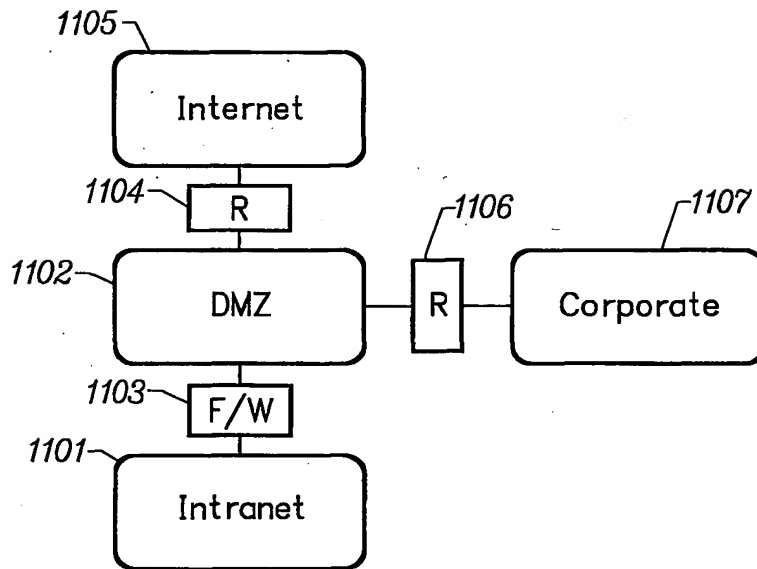 1105
Internet
1104
R
1106
1107
1102
DMZ
R
Corporate
1103
F/W
1101
Intranet